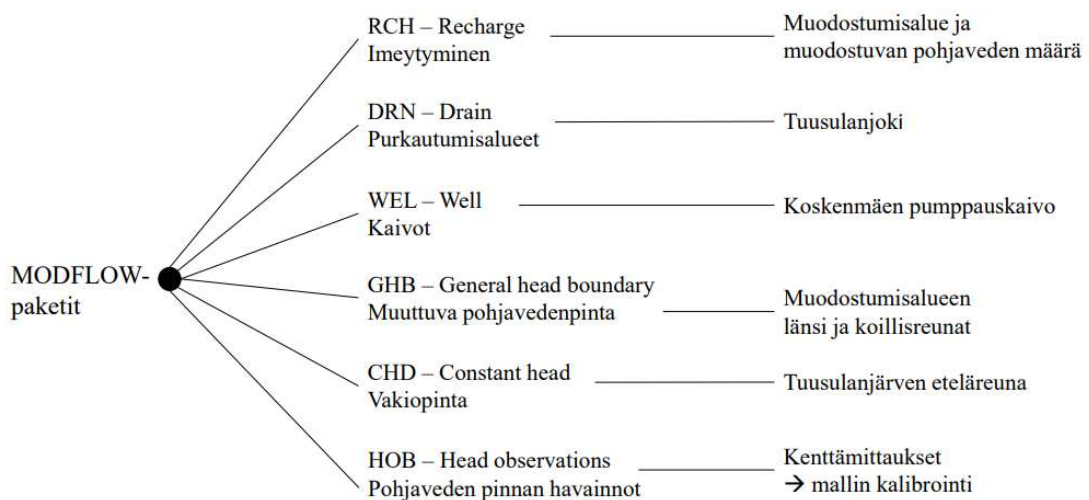 MODFLOW-
paketit
RCH – Recharge
Imeytyminen
Muodostumisalue ja
muodostuvan pohjaveden määrä
DRN – Drain
Purkautumisalueet
Tuusulanjoki
WEL – Well
Kaivot
Koskenmäen pumppauskaivo
GHB – General head boundary
Muuttuva pohjavedenpinta
Muodostumisalueen
länsi ja koillisreunat
CHD – Constant head
Vakiopinta
Tuusulanjärven eteläreuna
HOB – Head observations
Pohjaveden pinnan havainnot
Kenttämittaukset
→ mallin kalibrointi